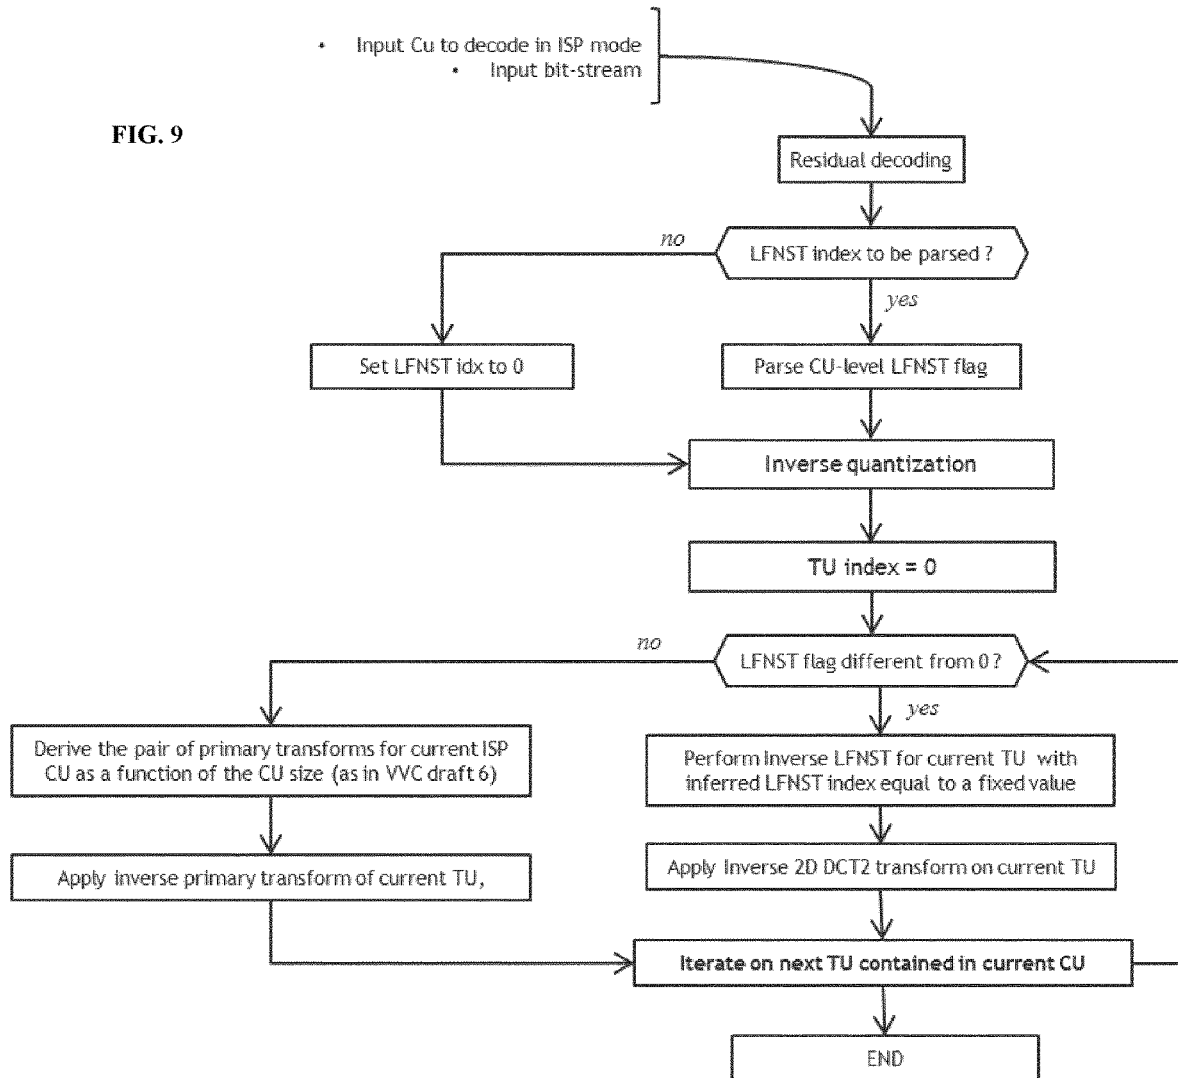 • Input Cu to decode in ISP mode
• Input bit-stream
FIG. 9
Residual decoding
no
LFNST index to be parsed ?
yes
Set LFNST idx to 0
Parse CU-level LFNST flag
Inverse quantization
TU index = 0
no
LFNST flag different from 0 ?
yes
Derive the pair of primary transforms for current ISP
CU as a function of the CU size (as in VVC draft 6)
Perform Inverse LFNST for current TU with
inferred LFNST index equal to a fixed value
Apply inverse primary transform of current TU,
Apply Inverse 2D DCT2 transform on current TU
Iterate on next TU contained in current CU
END